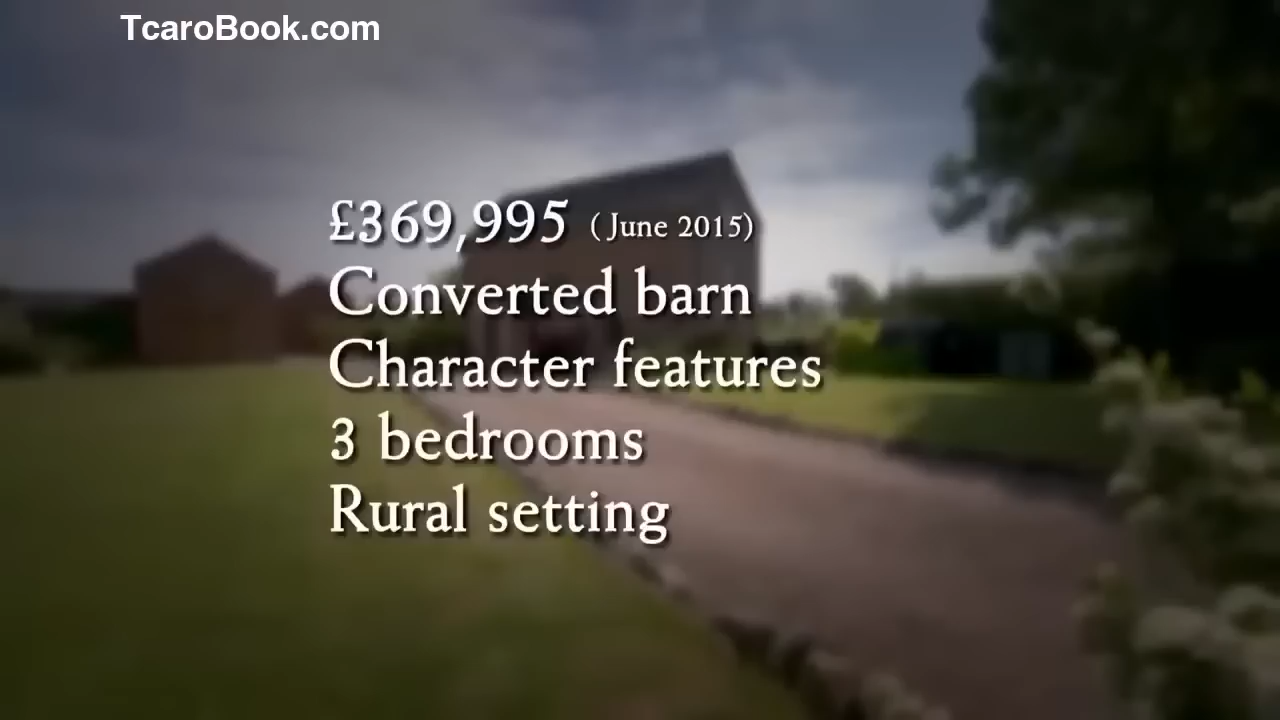 TcaroBook.com
£369,995 (June 2015)
Converted barn
Character features
3 bedrooms
Rural setting